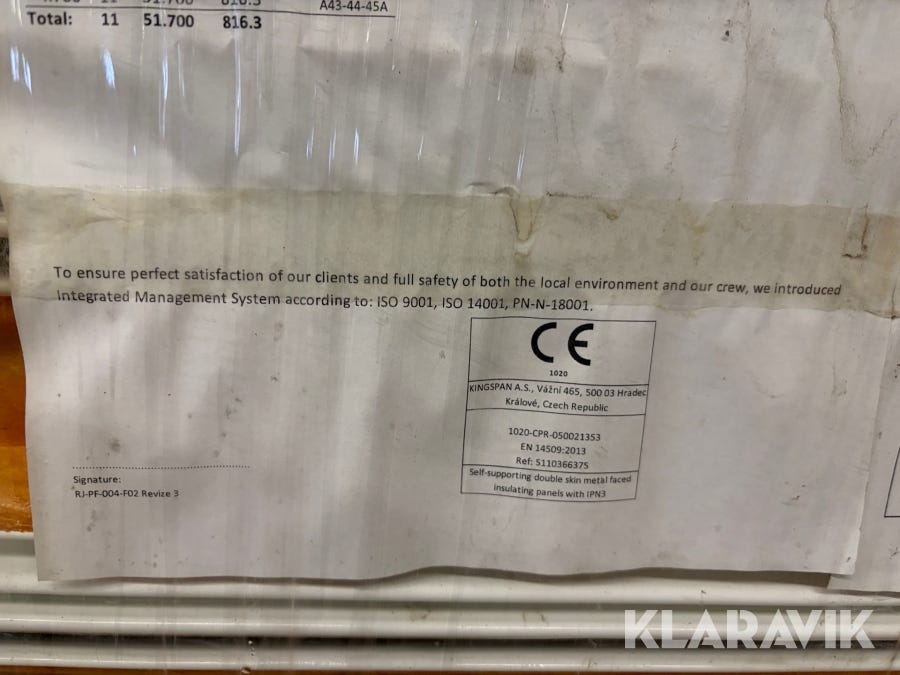 A43-44-45A
Total: 11 51.700 816.3
To ensure perfect satisfaction of our clients and full safety of both the local environment and our crew, we introduced
Integrated Management System according to: ISO 9001, ISO 14001, PN-N-18001.
CE
1020
KINGSPAN A.S., Vážní 465, 500 03 Hradec
Králové, Czech Republic
1020-CPR-050021353
EN 14509:2013
Ref: 5110366375
Self-supporting double skin metal faced
insulating panels with IPN3
Signature:
RJ-PF-004-F02 Revize 3
KLARAVIK